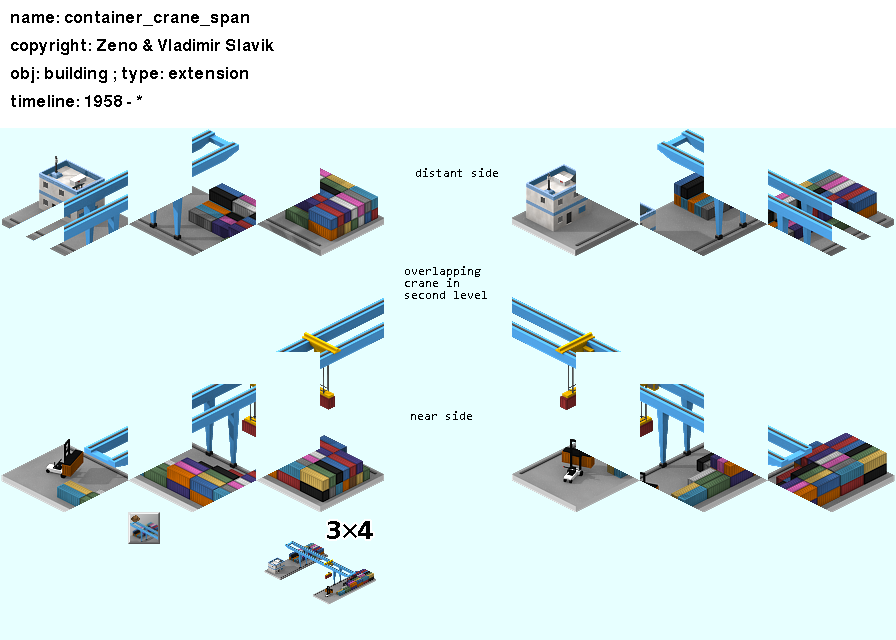 name: container_crane_span
copyright: Zeno & Vladimir Slavik
obj: building ; type: extension
timeline: 1958 - *
distant side
overlapping
crane in
second level
near side
3×4